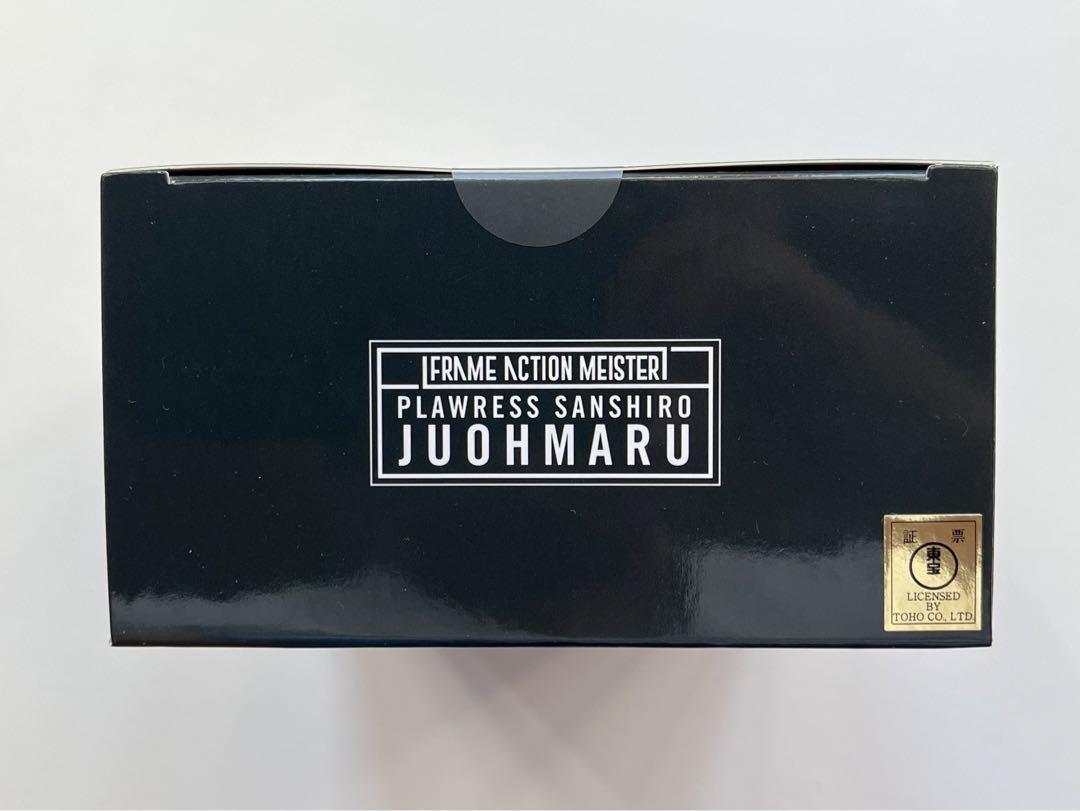 FRAME ACTION MEISTER
PLAWRESS SANSHIRO
JUOHMARU
証 票
東宝
LICENSED
BY
TOHO CO., LTD.